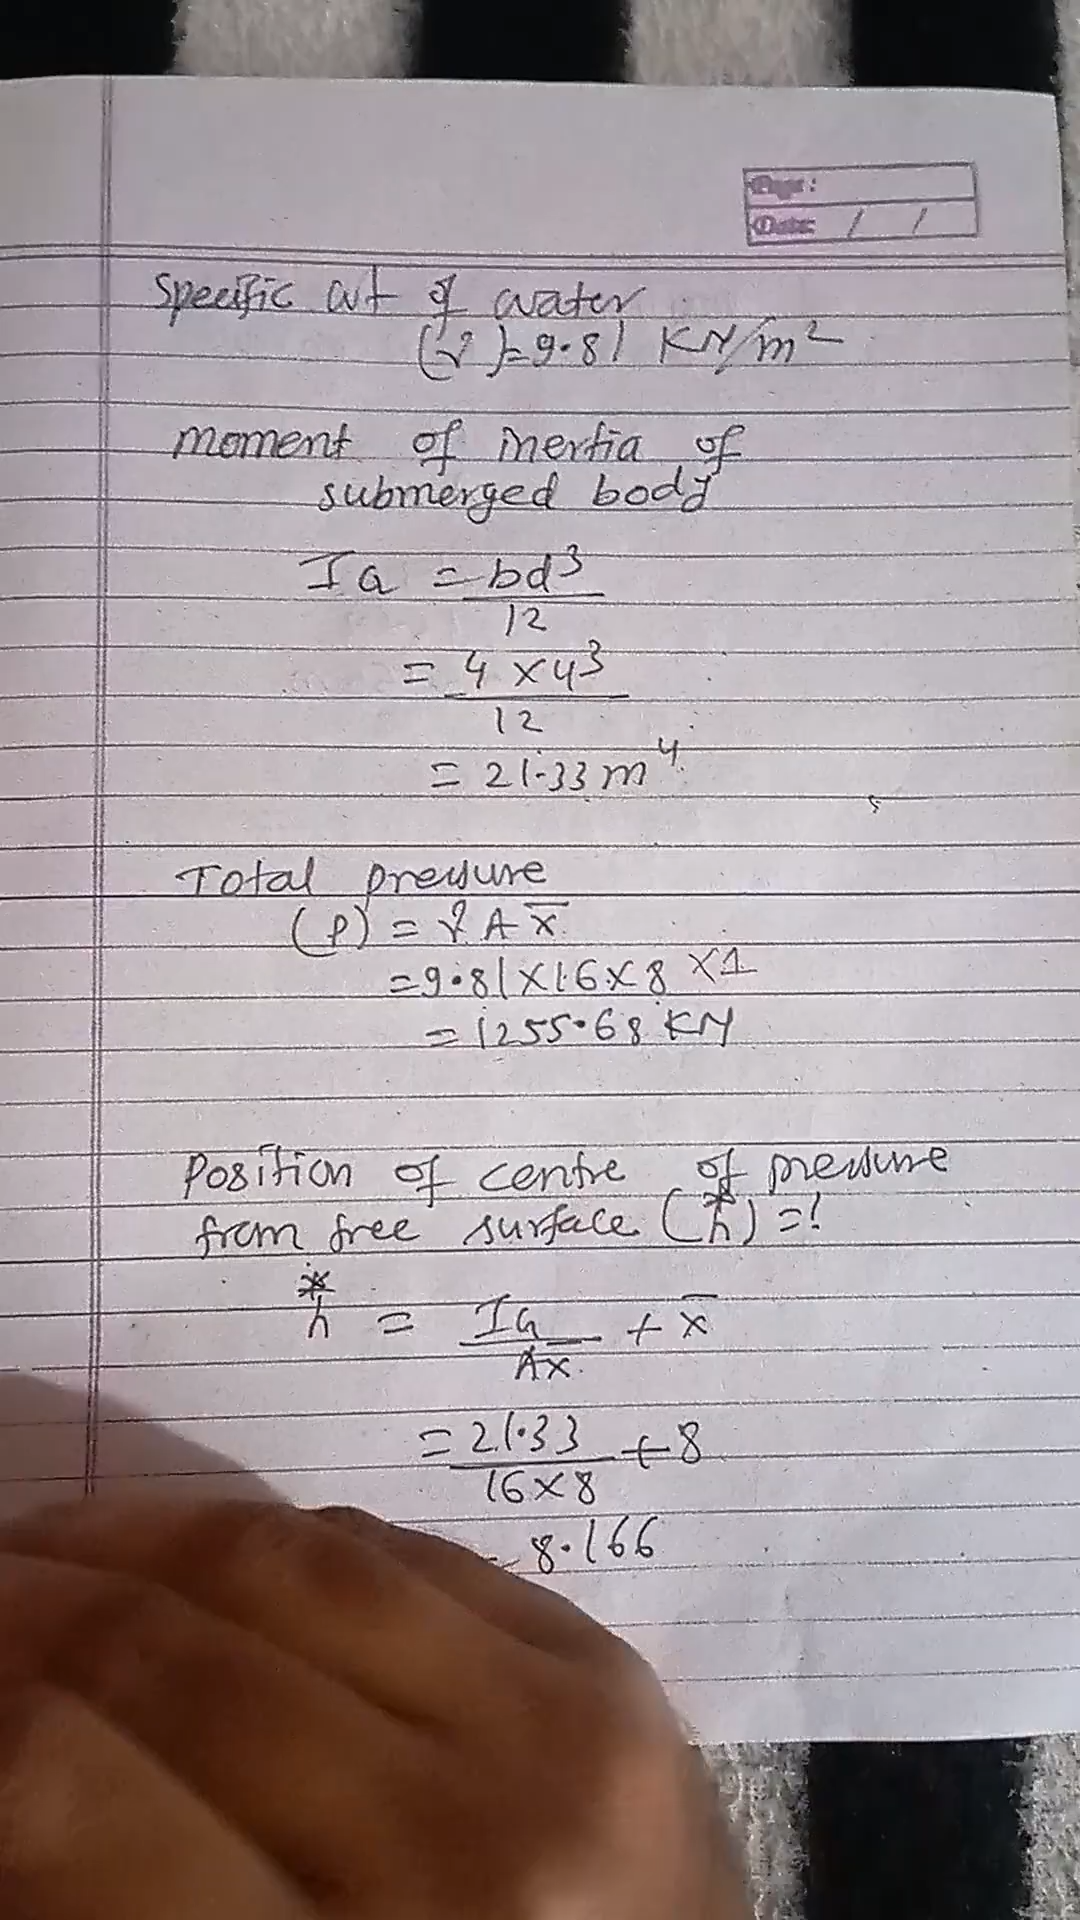 Page:
Date: / /
Specific wt of water
(γ) = 9.81 KN/m²
moment of inertia of
submerged body
IG = bd³
12
= 4 × 4³
12
= 21.33 m⁴
Total pressure
(P) = γ A x̄
= 9.81 × 16 × 8 × 1
= 1255.68 KN
Position of centre of pressure
from free surface (h*) = ?
h* = IG + x̄
Ax̄
= 21.33 + 8
16 × 8
= 8.166